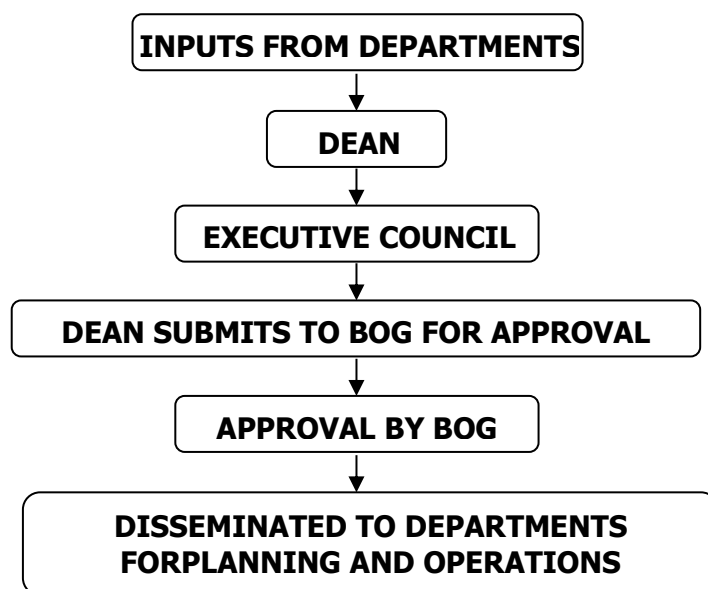 INPUTS FROM DEPARTMENTS
DEAN
EXECUTIVE COUNCIL
DEAN SUBMITS TO BOG FOR APPROVAL
APPROVAL BY BOG
DISSEMINATED TO DEPARTMENTS
FORPLANNING AND OPERATIONS